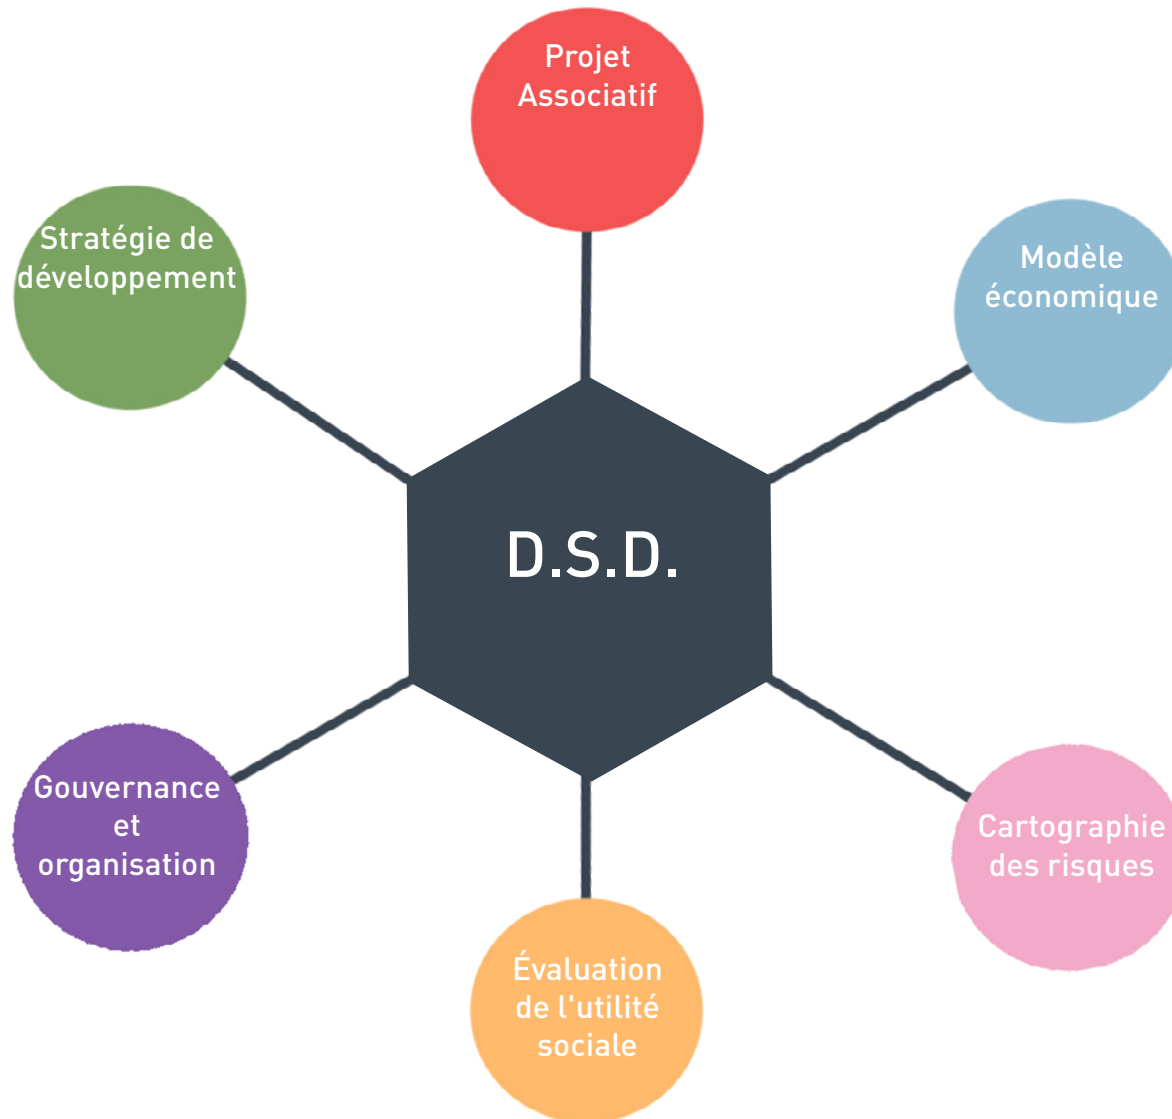 Projet
Associatif
Stratégie de
développement
Modèle
économique
D.S.D.
Gouvernance
et
organisation
Cartographie
des risques
Évaluation
de l'utilité
sociale